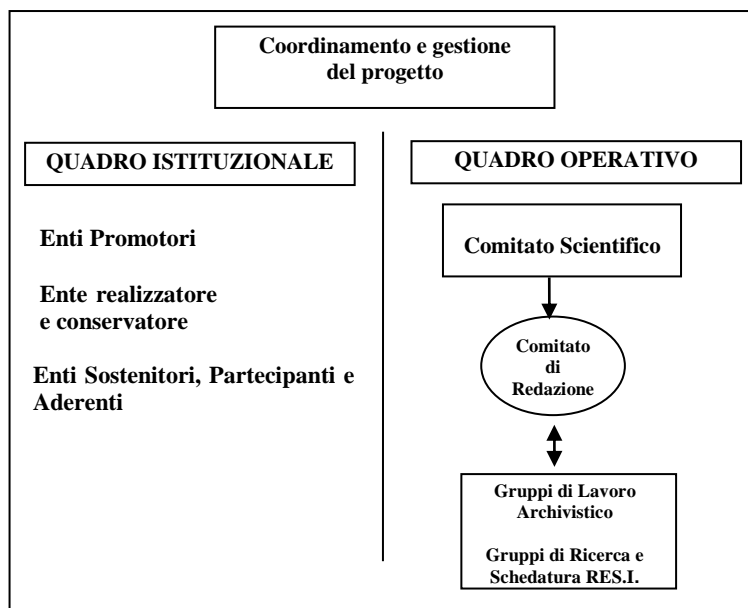 Coordinamento e gestione
del progetto
QUADRO ISTITUZIONALE
Enti Promotori
Ente realizzatore
e conservatore
Enti Sostenitori, Partecipanti e
Aderenti
QUADRO OPERATIVO
Comitato Scientifico
Comitato
di
Redazione
Gruppi di Lavoro
Archivistico
Gruppi di Ricerca e
Schedatura RES.I.